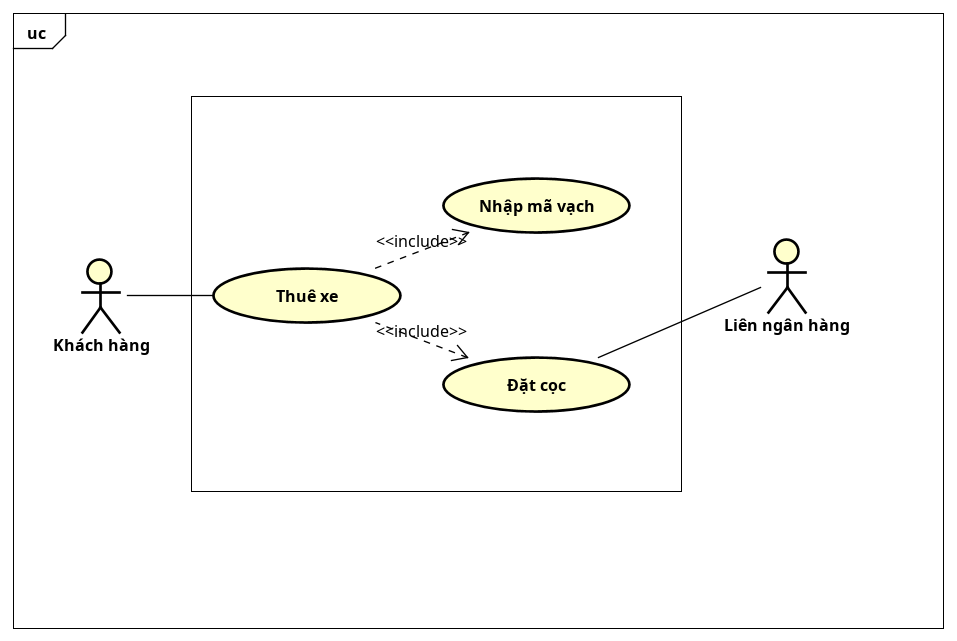 uc
Nhập mã vạch
<<include>>
Thuê xe
Khách hàng
<<include>>
Liên ngân hàng
Đặt cọc